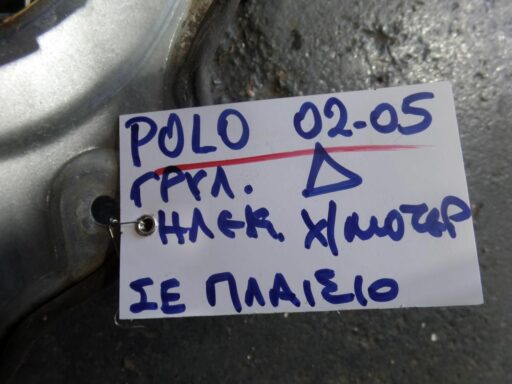 POLO 02-05
ΓΡΥΛ. Δ
ΗΛΕΚ. Χ/ΜΟΤΕΡ
ΣΕ ΠΛΑΙΣΙΟ